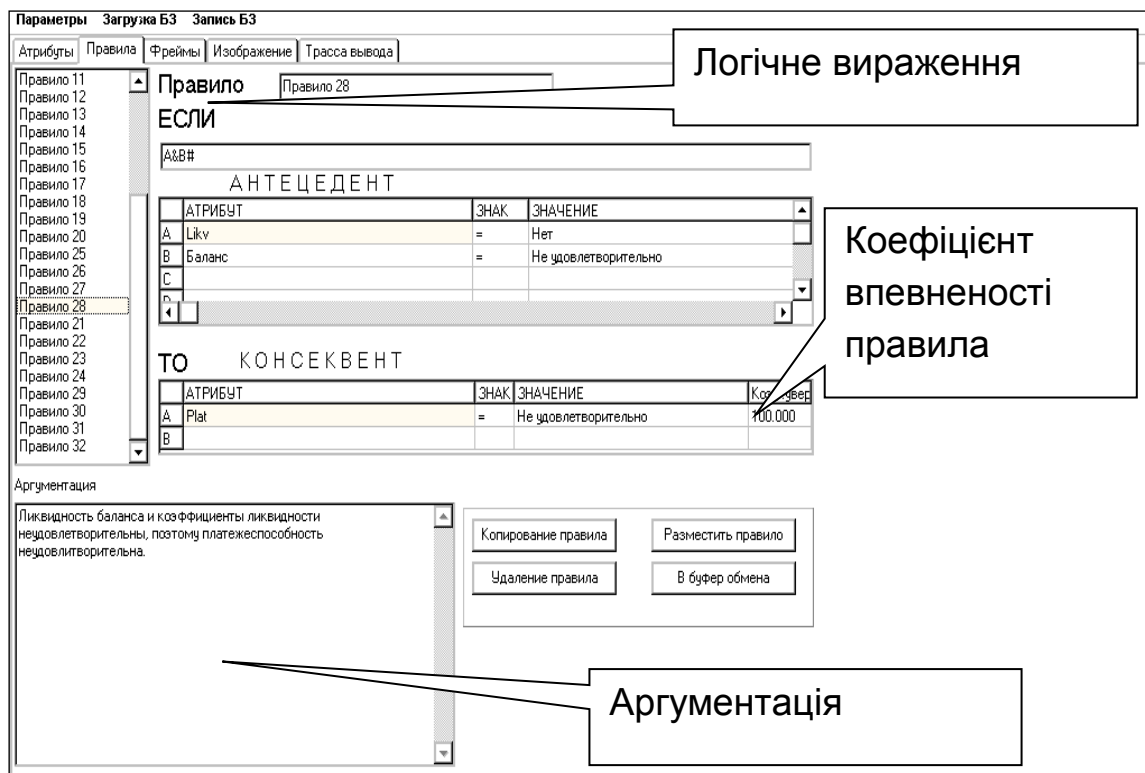 Параметры Загрузка БЗ Запись БЗ
Атрибуты Правила Фреймы Изображение Трасса вывода
Логічне вираження
Правило 11
Правило 12
Правило 13
Правило 14
Правило 15
Правило 16
Правило 17
Правило 18
Правило 19
Правило 20
Правило 25
Правило 26
Правило 27
Правило 28
Правило 21
Правило 22
Правило 23
Правило 24
Правило 29
Правило 30
Правило 31
Правило 32
Правило Правило 28
ЕСЛИ
A&B#
АНТЕЦЕДЕНТ
АТРИБУТ ЗНАК ЗНАЧЕНИЕ
A Likv = Нет
B Баланс = Не удовлетворительно
C
D
Коефіцієнт
впевненості
правила
ТО КОНСЕКВЕНТ
АТРИБУТ ЗНАК ЗНАЧЕНИЕ
A Plat = Не удовлетворительно 100.000
B
Аргументация
Ликвидность баланса и коэффициенты ликвидности
неудовлетворительны, поэтому платежеспособность
неудовлитворительна.
Копирование правила Разместить правило
Удаление правила В буфер обмена
Аргументація